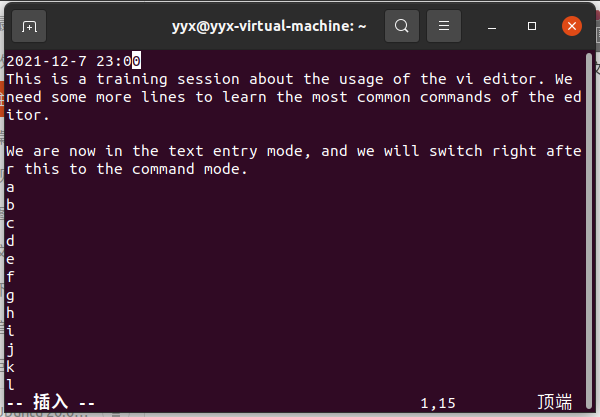 yyx@yyx-virtual-machine: ~
2021-12-7 23:00
This is a training session about the usage of the vi editor. We
need some more lines to learn the most common commands of the ed
itor.
We are now in the text entry mode, and we will switch right afte
r this to the command mode.
a
b
c
d
e
f
g
h
i
j
k
l
-- 插入 -- 1,15 顶端